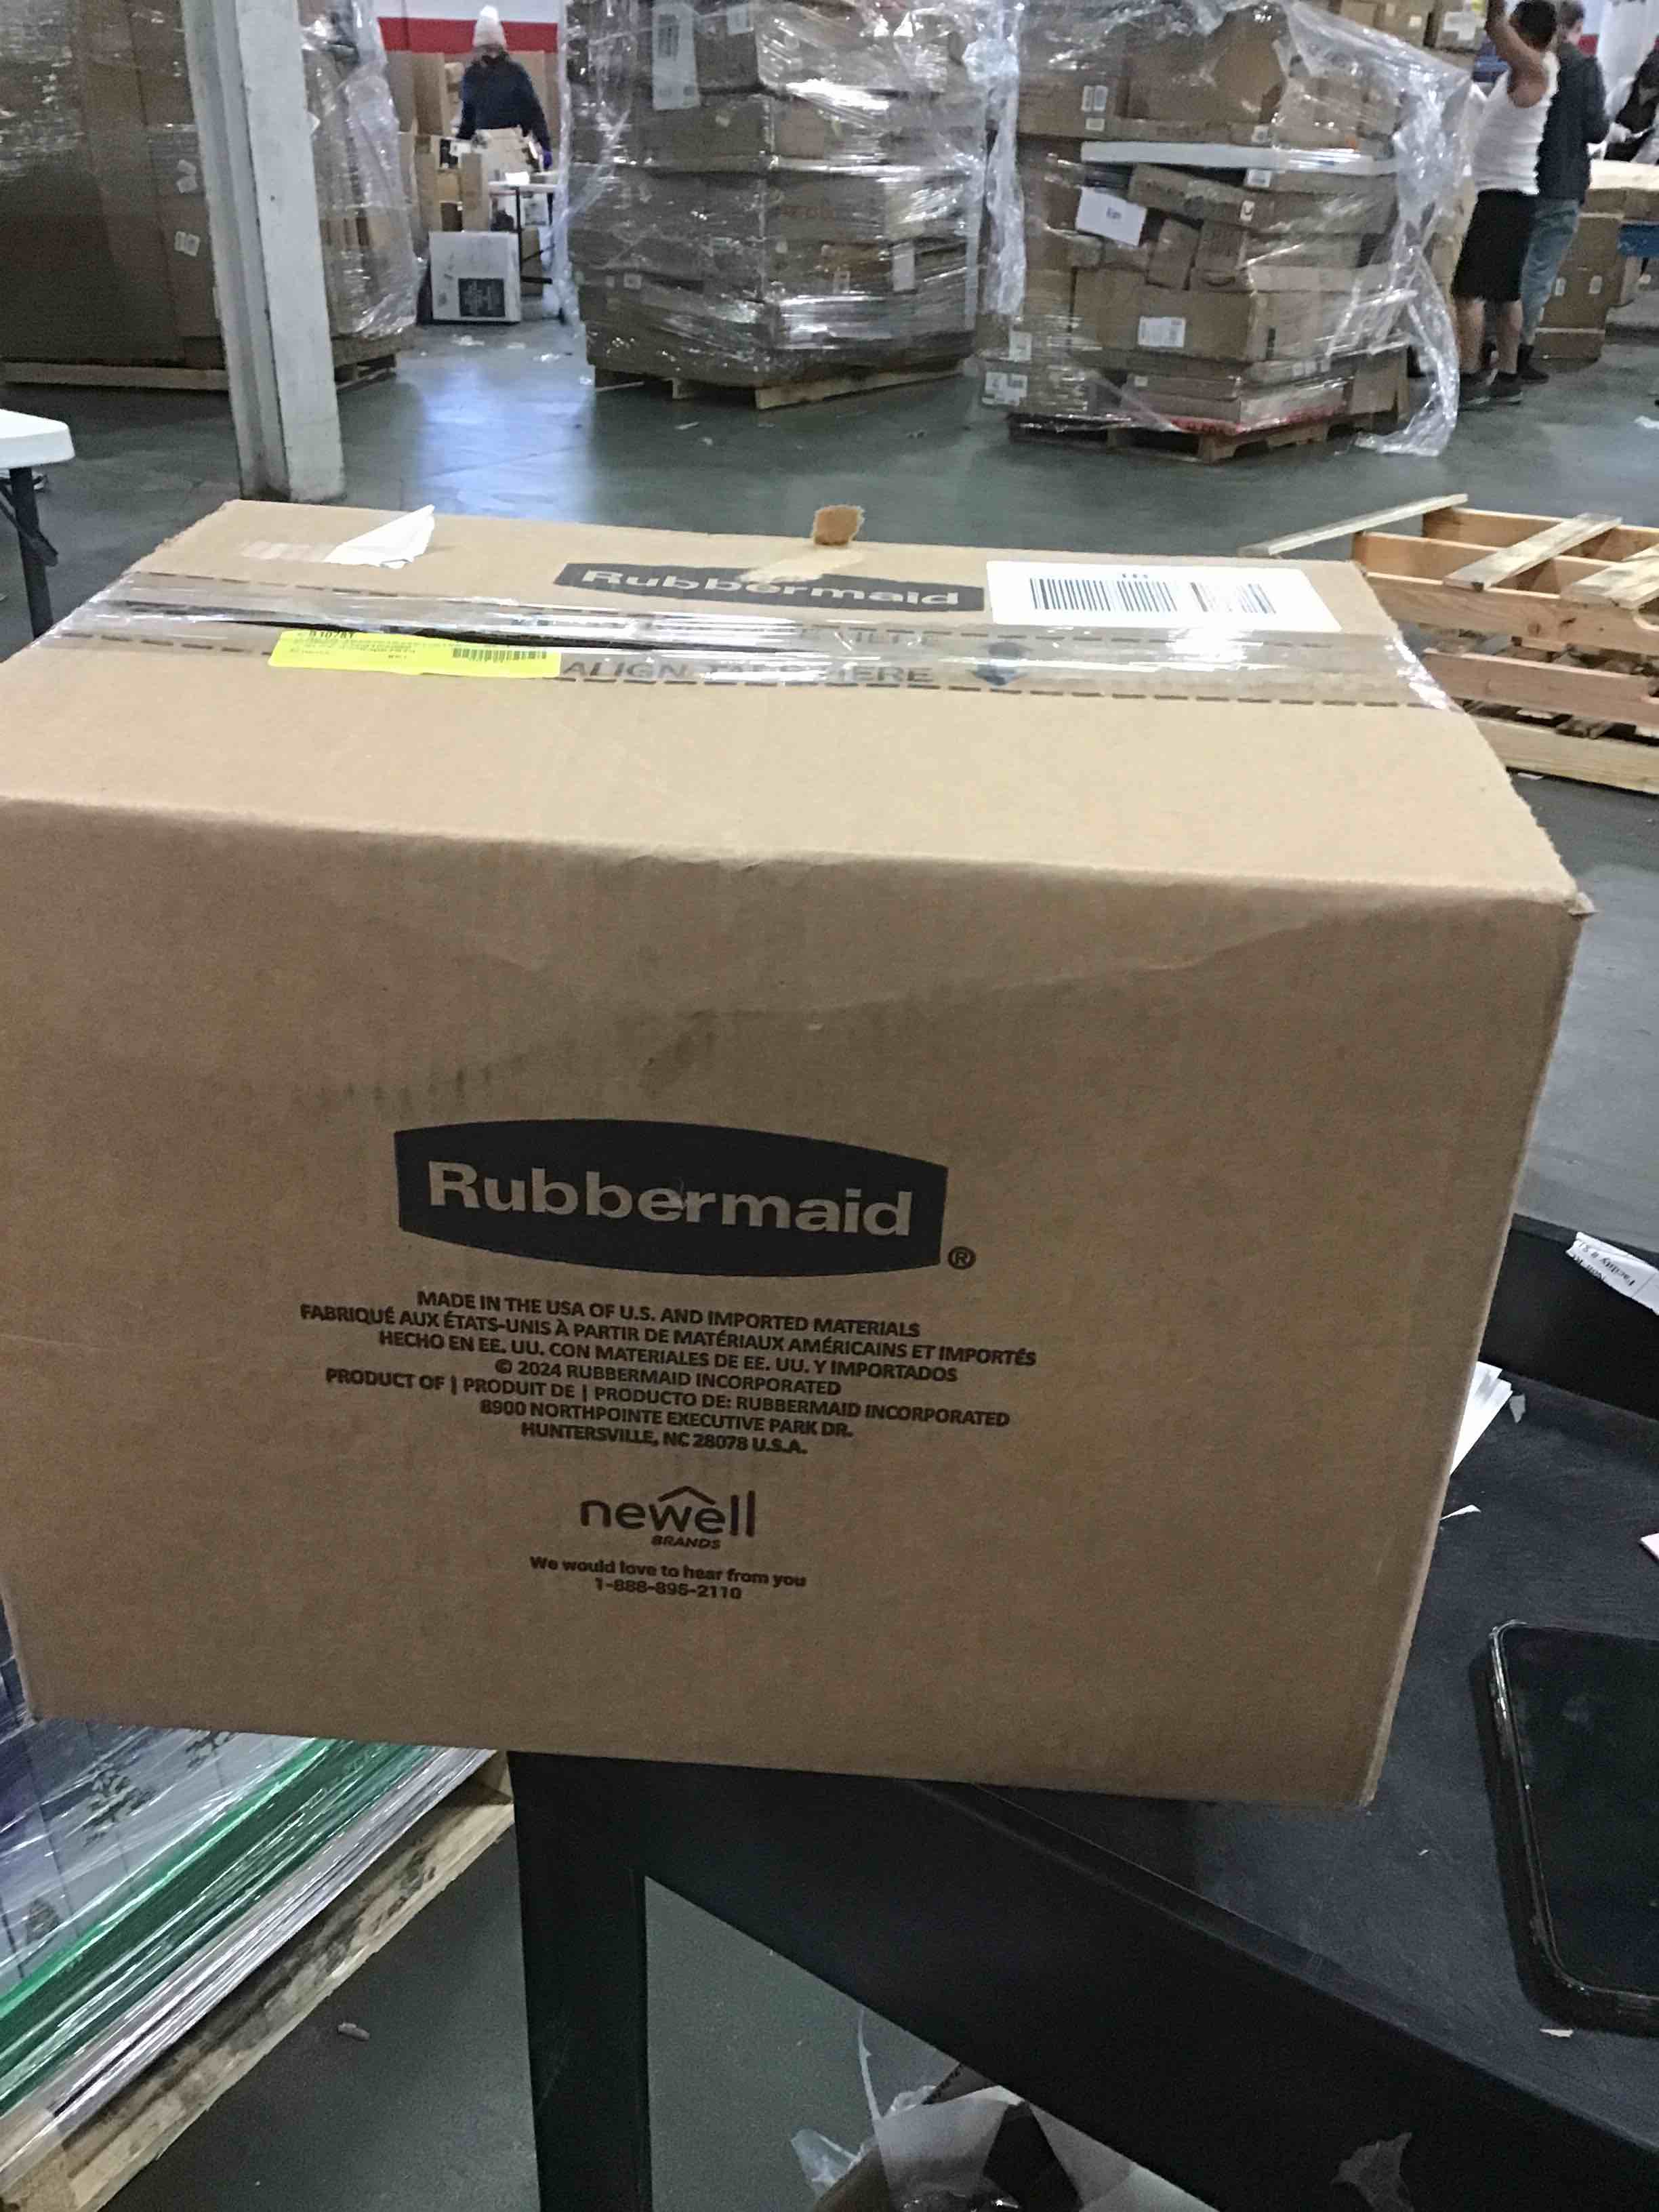 Rubbermaid
ALIGN TAPE HERE
Rubbermaid®
MADE IN THE USA OF U.S. AND IMPORTED MATERIALS
FABRIQUÉ AUX ÉTATS-UNIS À PARTIR DE MATÉRIAUX AMÉRICAINS ET IMPORTÉS
HECHO EN EE. UU. CON MATERIALES DE EE. UU. Y IMPORTADOS
© 2024 RUBBERMAID INCORPORATED
PRODUCT OF | PRODUIT DE | PRODUCTO DE: RUBBERMAID INCORPORATED
8900 NORTHPOINTE EXECUTIVE PARK DR.
HUNTERSVILLE, NC 28078 U.S.A.
newell
BRANDS
We would love to hear from you
1-888-895-2110
Facility